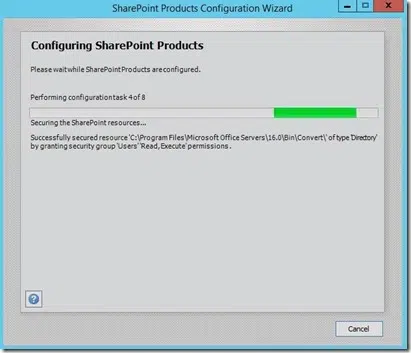 SharePoint Products Configuration Wizard
Configuring SharePoint Products
Please wait while SharePoint Products are configured.
Performing configuration task 4 of 8
Securing the SharePoint resources...
Successfully secured resource 'C:\Program Files\Microsoft Office Servers\16.0\Bin\Convert\' of type 'Directory'
by granting security group 'Users' 'Read, Execute' permissions.
?
Cancel